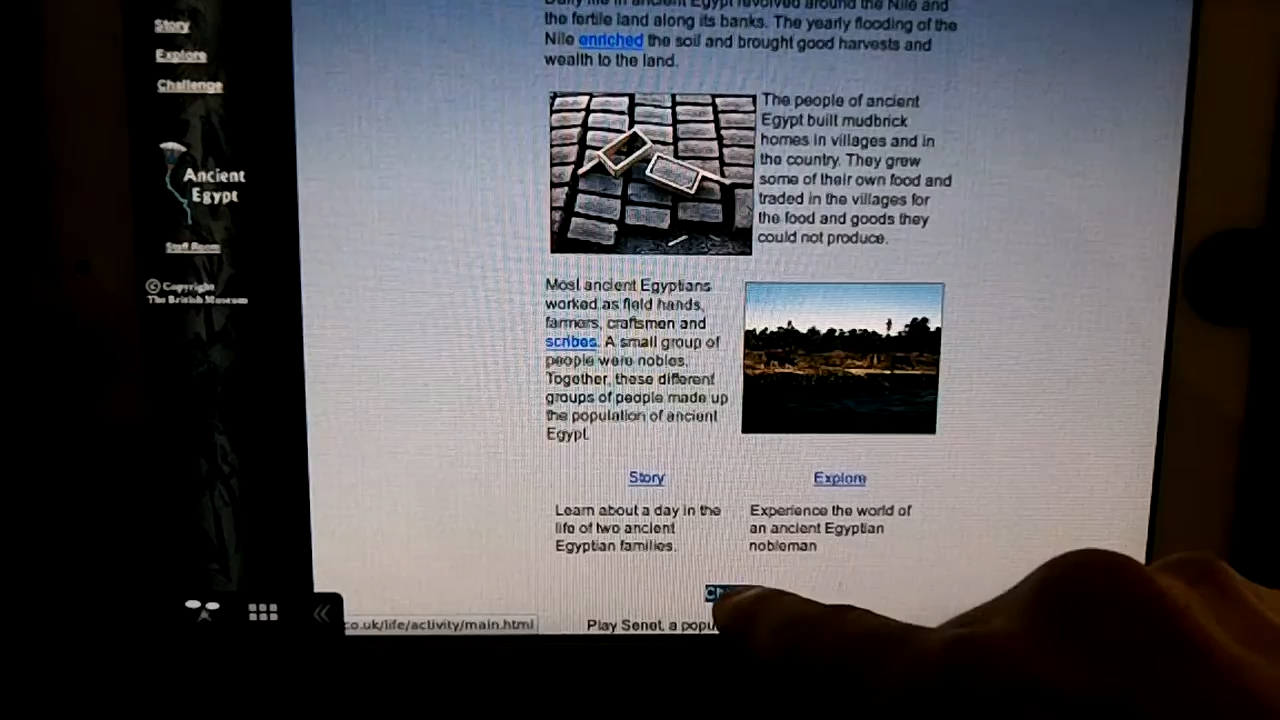 Story
Explore
Challenge
Ancient
Egypt
Staff Room
© Copyright
The British Museum
Daily life in ancient Egypt revolved around the Nile and
the fertile land along its banks. The yearly flooding of the
Nile enriched the soil and brought good harvests and
wealth to the land.
The people of ancient
Egypt built mudbrick
homes in villages and in
the country. They grew
some of their own food and
traded in the villages for
the food and goods they
could not produce.
Most ancient Egyptians
worked as field hands,
farmers, craftsmen and
scribes. A small group of
people were nobles.
Together, these different
groups of people made up
the population of ancient
Egypt.
Story
Explore
Learn about a day in the
life of two ancient
Egyptian families.
Experience the world of
an ancient Egyptian
nobleman
Ch
co.uk/life/activity/main.html
Play Senet, a popu